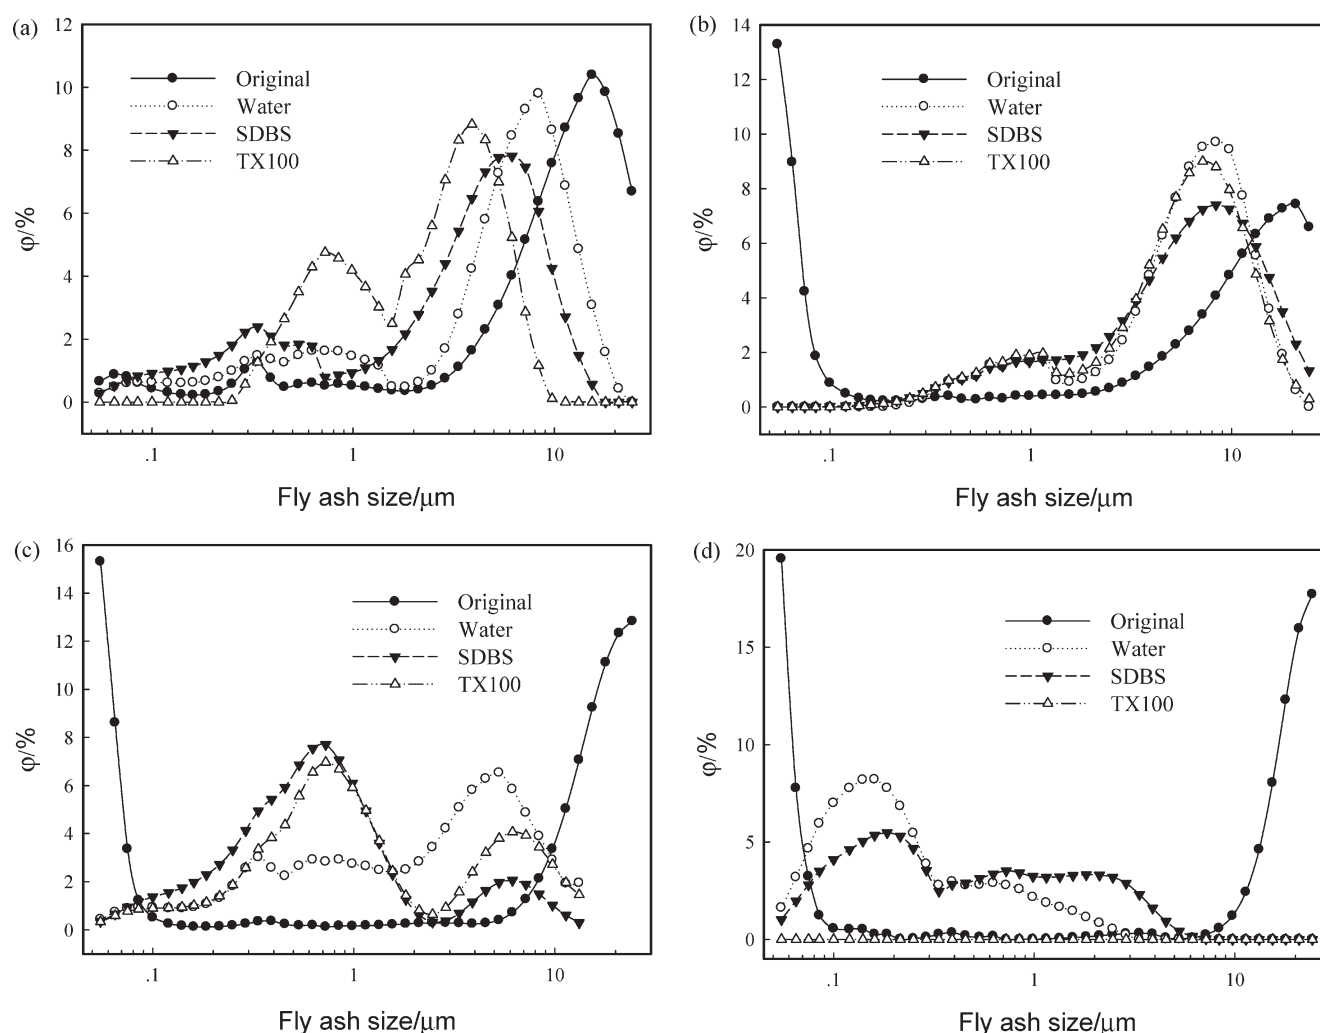 (a)
12
10
8
6
4
2
0
φ/%
Original
Water
SDBS
TX100
.1 1 10
Fly ash size/μm
(b)
14
12
10
8
6
4
2
0
φ/%
Original
Water
SDBS
TX100
.1 1 10
Fly ash size/μm
(c)
16
14
12
10
8
6
4
2
0
φ/%
Original
Water
SDBS
TX100
.1 1 10
Fly ash size/μm
(d)
20
15
10
5
0
φ/%
Original
Water
SDBS
TX100
.1 1 10
Fly ash size/μm